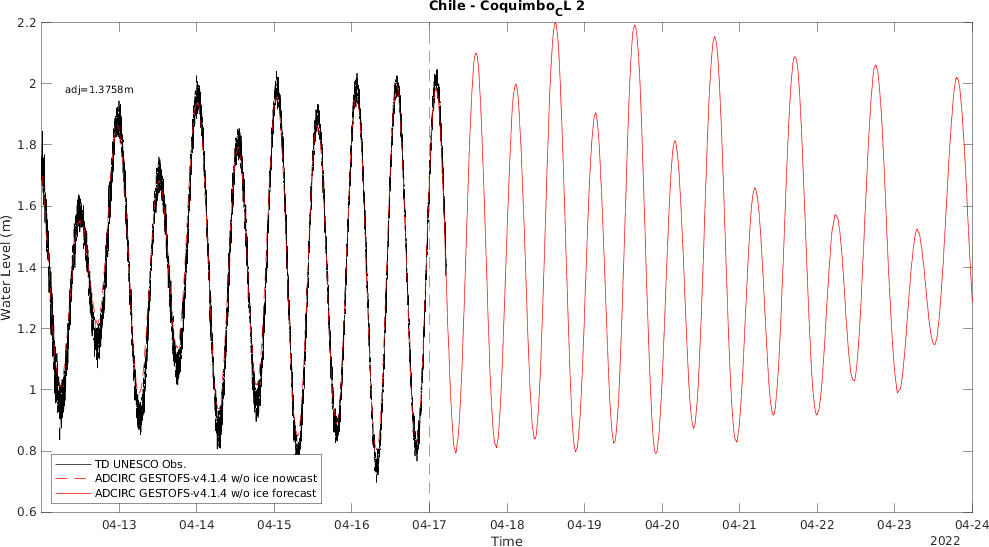 Chile - Coquimbo_CL 2
adj=1.3758m
Water Level (m)
2.2
2
1.8
1.6
1.4
1.2
1
0.8
0.6
TD UNESCO Obs.
ADCIRC GESTOFS-v4.1.4 w/o ice nowcast
ADCIRC GESTOFS-v4.1.4 w/o ice forecast
04-13 04-14 04-15 04-16 04-17 04-18 04-19 04-20 04-21 04-22 04-23 04-24
Time
2022